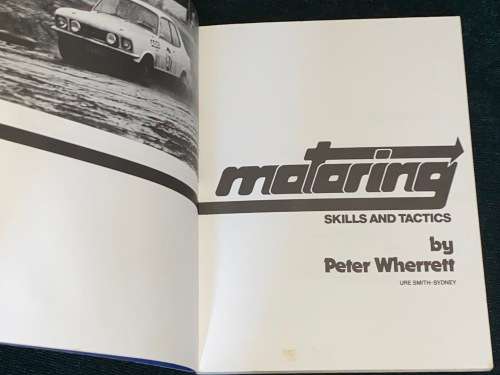 motoring
SKILLS AND TACTICS
by
Peter Wherrett
URE SMITH·SYDNEY